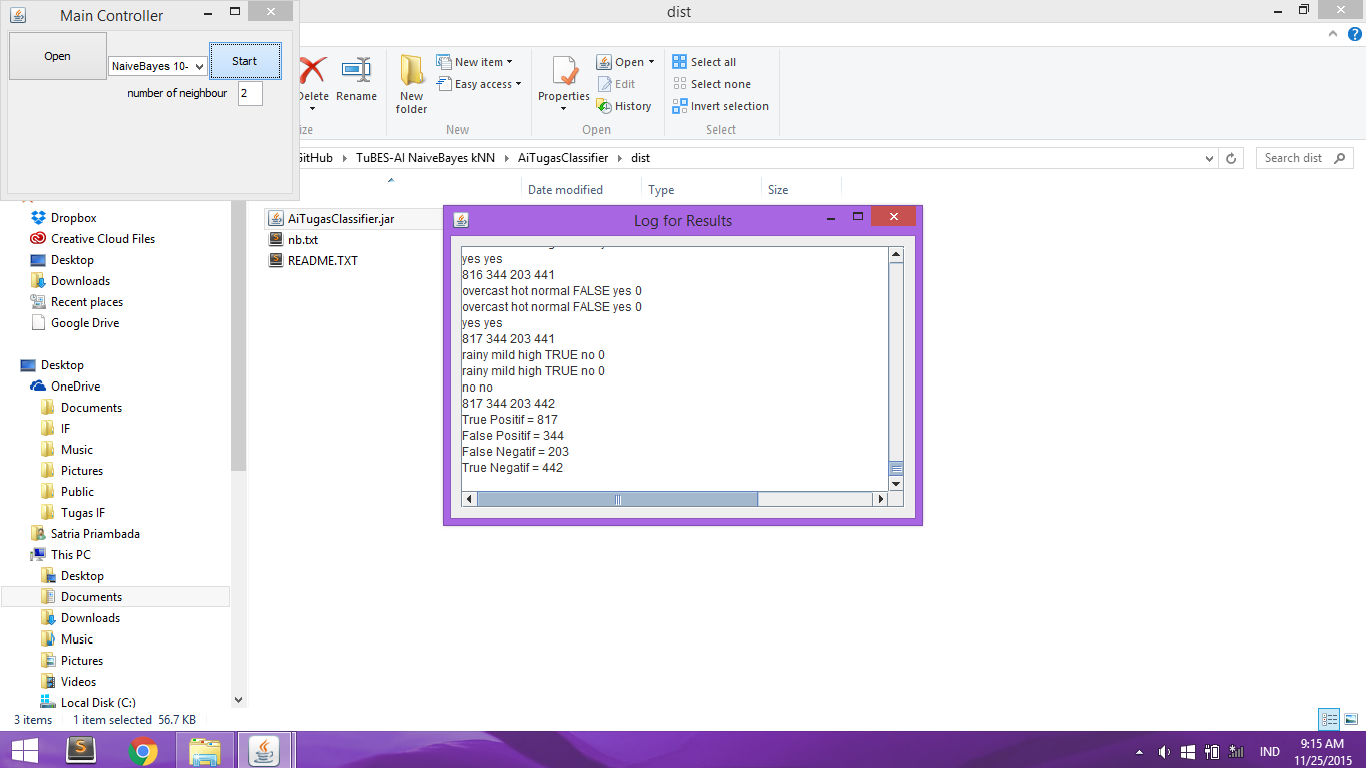 Main Controller
Open
NaiveBayes 10-
Start
number of neighbour
2
dist
Delete
Rename
New folder
New item
Easy access
New
Properties
Open
Edit
History
Open
Select all
Select none
Invert selection
Select
GitHub
TuBES-AI NaiveBayes kNN
AiTugasClassifier
dist
Search dist
Date modified
Type
Size
AiTugasClassifier.jar
nb.txt
README.TXT
Dropbox
Creative Cloud Files
Desktop
Downloads
Recent places
Google Drive
Desktop
OneDrive
Documents
IF
Music
Pictures
Public
Tugas IF
Satria Priambada
This PC
Desktop
Documents
Downloads
Music
Pictures
Videos
Local Disk (C:)
Log for Results
yes yes
816 344 203 441
overcast hot normal FALSE yes 0
overcast hot normal FALSE yes 0
yes yes
817 344 203 441
rainy mild high TRUE no 0
rainy mild high TRUE no 0
no no
817 344 203 442
True Positif = 817
False Positif = 344
False Negatif = 203
True Negatif = 442
3 items
1 item selected 56.7 KB
IND
9:15 AM
11/25/2015